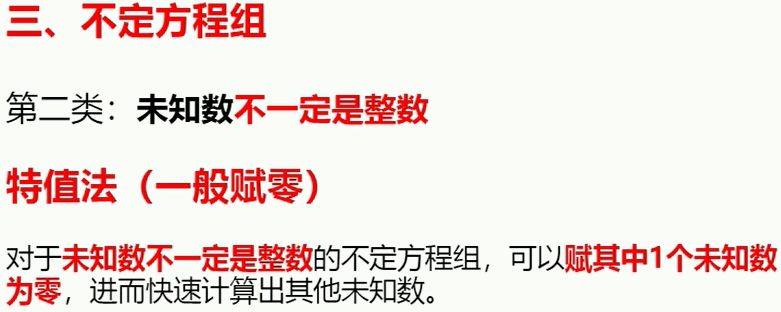 三、不定方程组
第二类：未知数不一定是整数
特值法（一般赋零）
对于未知数不一定是整数的不定方程组，可以赋其中1个未知数
为零，进而快速计算出其他未知数。